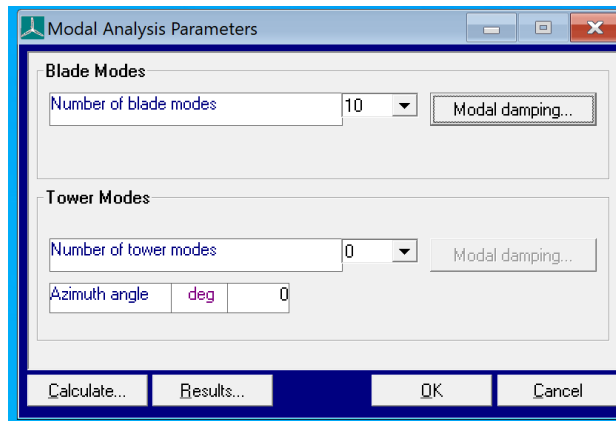 Modal Analysis Parameters
Blade Modes
Number of blade modes 10 Modal damping...
Tower Modes
Number of tower modes 0 Modal damping...
Azimuth angle deg 0
Calculate... Results... OK Cancel